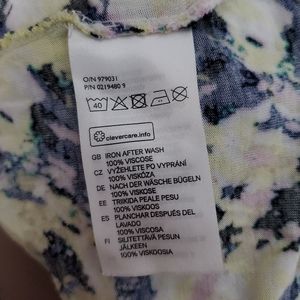 O/N 979031
P/N 0219480 9
40
clevercare.info
GB IRON AFTER WASH
100% VISCOSE
CZ VYŽEHLETE PO VYPRÁNÍ
100% VISKÓZA
DE NACH DER WÄSCHE BÜGELN
100% VISKOSE
EE TRIIKIDA PEALE PESU
100% VISKOOS
ES PLANCHAR DESPUÉS DEL
LAVADO
100% VISCOSA
FI SILITETTÄVÄ PESUN
JÄLKEEN
100% VISKOOSIA